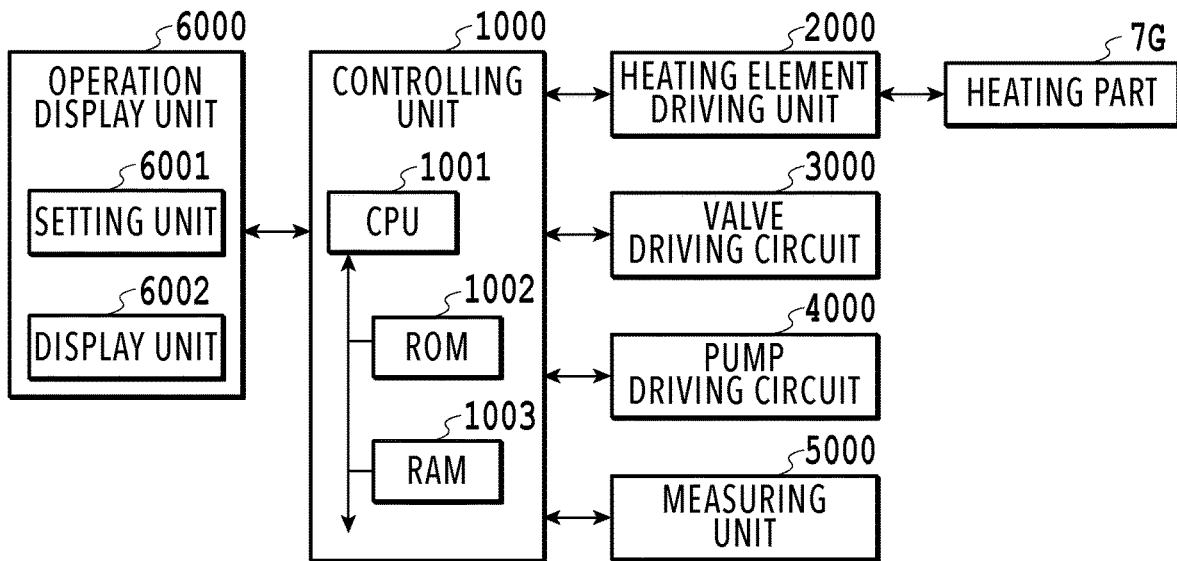 6000
OPERATION
DISPLAY UNIT
6001
SETTING UNIT
6002
DISPLAY UNIT
1000
CONTROLLING
UNIT
1001
CPU
1002
ROM
1003
RAM
2000
HEATING ELEMENT
DRIVING UNIT
7G
HEATING PART
3000
VALVE
DRIVING CIRCUIT
4000
PUMP
DRIVING CIRCUIT
5000
MEASURING
UNIT